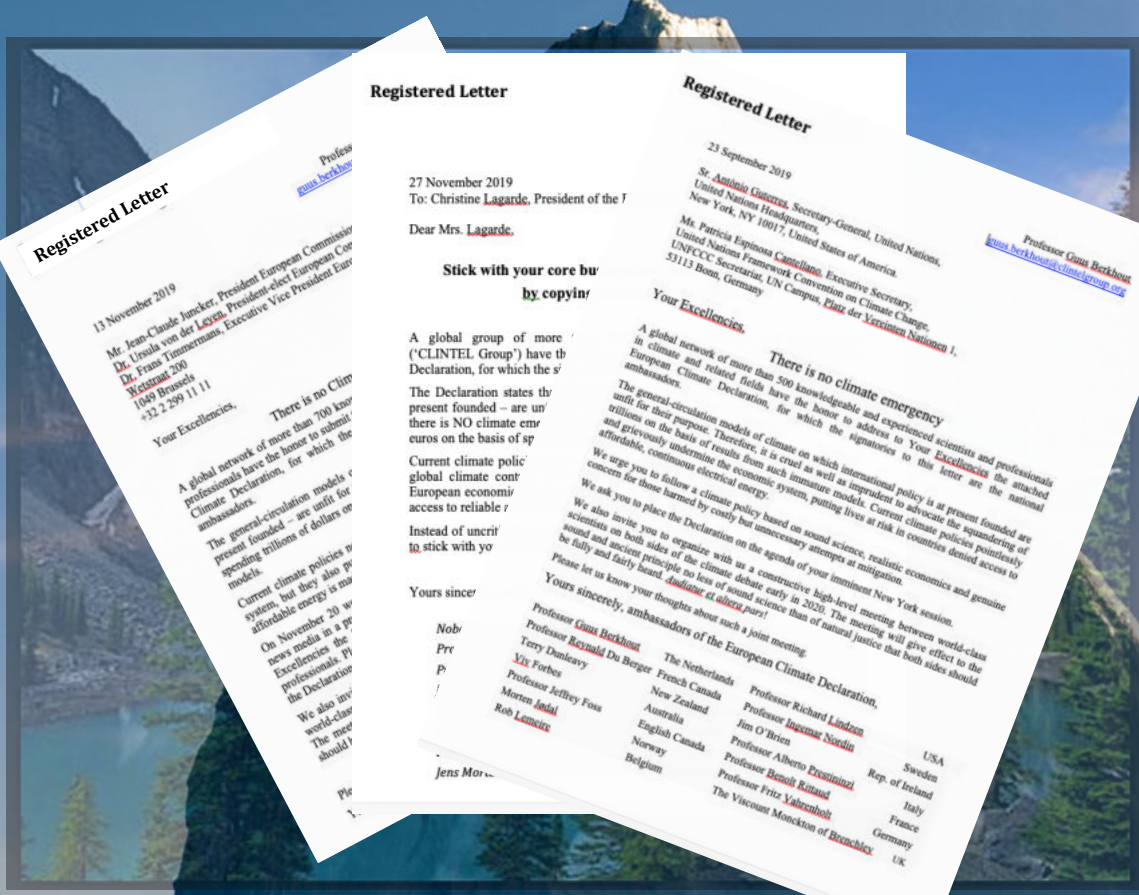 Registered Letter
Profess
guus.berkhou
13 November 2019
Mr. Jean-Claude Juncker, President European Commissio
Dr. Ursula von der Leyen, President-elect European Con
Dr. Frans Timmermans, Executive Vice President Eur
Wetstraat 200
1049 Brussels
+32 2 299 11 11
Your Excellencies,
There is no Clim
A global network of more than 700 know
professionals have the honor to submit
Climate Declaration, for which the
ambassadors.
The general-circulation models o
present founded – are unfit for
spending trillions of dollars on
models.
Current climate policies
system, but they also
affordable energy is ma
On November 20 w
news media in a pr
Excellencies the
professionals. Pl
the Declaration
We also invi
world-class
The meet
should b
Registered Letter
27 November 2019
To: Christine Lagarde, President of the
Dear Mrs. Lagarde,
Stick with your core bu
by copying
A global group of more
(‘CLINTEL Group’) have th
Declaration, for which the si
The Declaration states th
present founded – are un
there is NO climate eme
euros on the basis of sp
Current climate polic
global climate cont
European economi
access to reliable
Instead of uncrit
to stick with yo
Yours since
Nob
Pre
Jens Mor
Registered Letter
23 September 2019
Sr. António Guterres, Secretary-General, United Nations,
United Nations Headquarters,
New York, NY 10017, United States of America.
Professor Guus Berkhout
guus.berkhout@clintelgroup.org
Ms. Patricia Espinosa Cantellano, Executive Secretary,
United Nations Framework Convention on Climate Change,
UNFCCC Secretariat, UN Campus, Platz der Vereinten Nationen 1,
53113 Bonn, Germany
Your Excellencies,
There is no climate emergency
A global network of more than 500 knowledgeable and experienced scientists and professionals
in climate and related fields have the honor to address to Your Excellencies the attached
European Climate Declaration, for which the signatories to this letter are the national
ambassadors.
The general-circulation models of climate on which international policy is at present founded are
unfit for their purpose. Therefore, it is cruel as well as imprudent to advocate the squandering of
trillions on the basis of results from such immature models. Current climate policies pointlessly
and grievously undermine the economic system, putting lives at risk in countries denied access to
affordable, continuous electrical energy.
We urge you to follow a climate policy based on sound science, realistic economics and genuine
concern for those harmed by costly but unnecessary attempts at mitigation.
We ask you to place the Declaration on the agenda of your imminent New York session.
We also invite you to organize with us a constructive high-level meeting between world-class
scientists on both sides of the climate debate early in 2020. The meeting will give effect to the
sound and ancient principle no less of sound science than of natural justice that both sides should
be fully and fairly heard. Audiatur et altera pars!
Please let us know your thoughts about such a joint meeting.
Yours sincerely, ambassadors of the European Climate Declaration,
Professor Guus Berkhout The Netherlands Professor Richard Lindzen USA
Professor Reynald Du Berger French Canada Professor Ingemar Nordin Sweden
Terry Dunleavy New Zealand Jim O’Brien Rep. of Ireland
Viv Forbes Australia Professor Alberto Prestininzi Italy
Professor Jeffrey Foss English Canada Professor Benoît Rittaud France
Morten Jødal Norway Professor Fritz Vahrenholt Germany
Rob Lemeire Belgium The Viscount Monckton of Brenchley UK